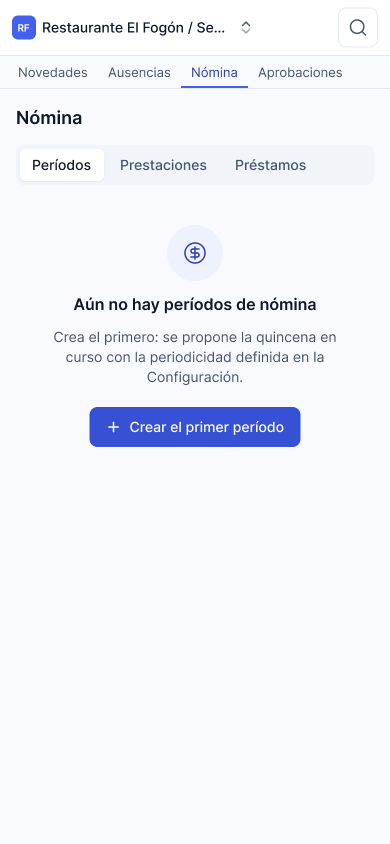 RF Restaurante El Fogón / Se...
Novedades Ausencias Nómina Aprobaciones
Nómina
Períodos Prestaciones Préstamos
Aún no hay períodos de nómina
Crea el primero: se propone la quincena en
curso con la periodicidad definida en la
Configuración.
+ Crear el primer período